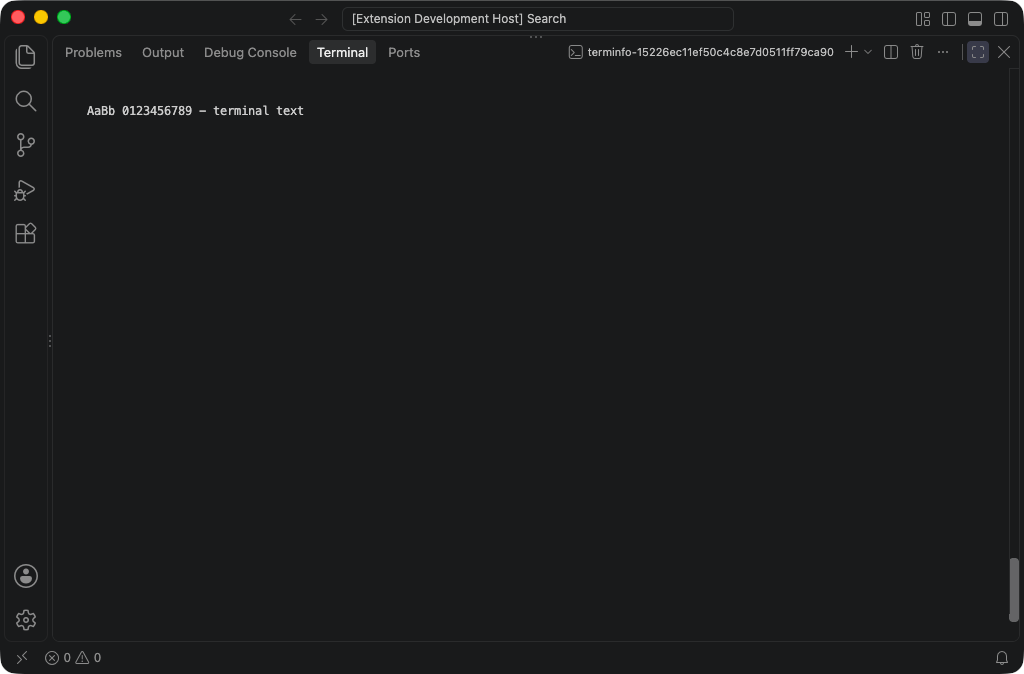 [Extension Development Host] Search
Problems Output Debug Console Terminal Ports terminfo-15226ec11ef50c4c8e7d0511ff79ca90
AaBb 0123456789 – terminal text
0 0